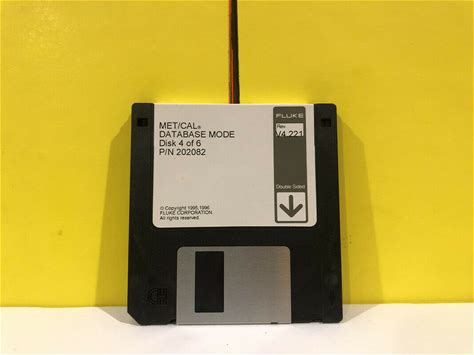 MET/CAL®
DATABASE MODE
Disk 4 of 6
P/N 202082
© Copyright 1995,1996
FLUKE CORPORATION.
All rights reserved.
FLUKE
Rev.
V4.221
Double Sided